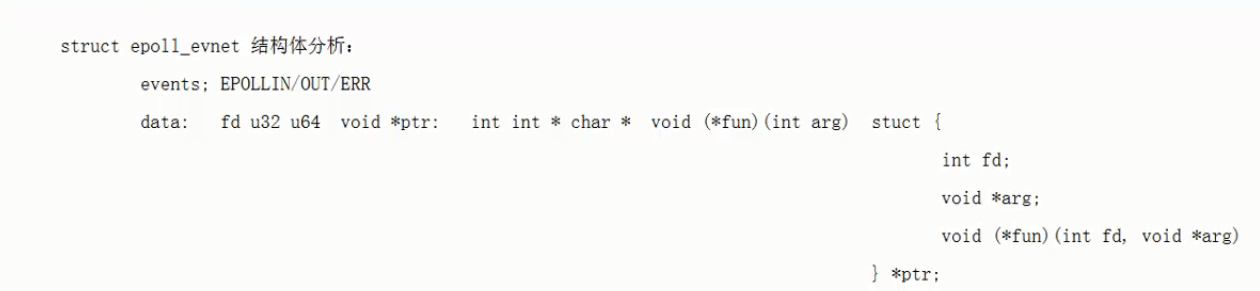 struct epoll_evnet 结构体分析：
events; EPOLLIN/OUT/ERR
data: fd u32 u64 void *ptr: int int * char * void (*fun)(int arg) stuct {
int fd;
void *arg;
void (*fun)(int fd, void *arg)
} *ptr;